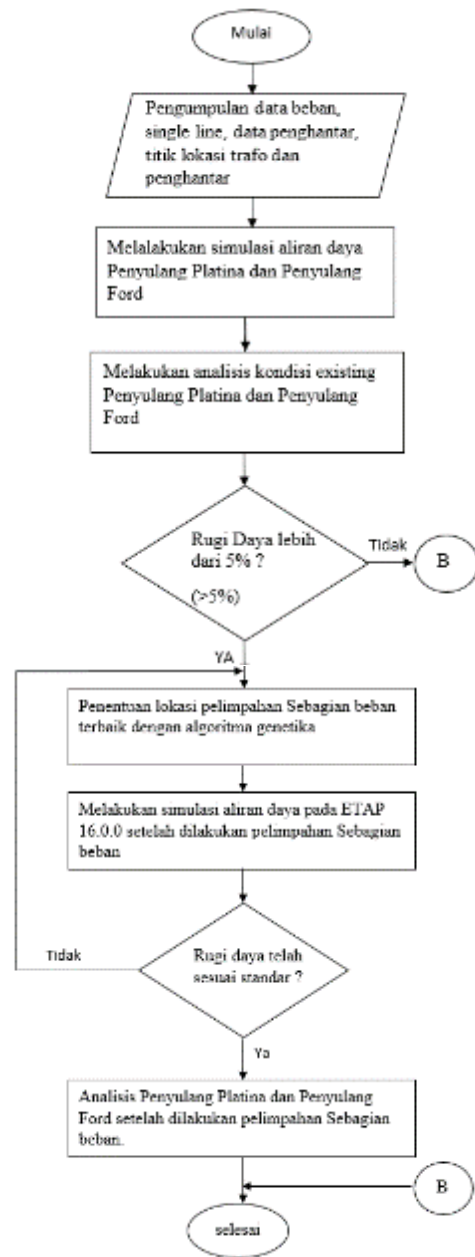 Mulai
Pengumpulan data beban,
single line, data penghantar,
titik lokasi trafo dan
penghantar
Melalakukan simulasi aliran daya
Penyulang Platina dan Penyulang
Ford
Melakukan analisis kondisi existing
Penyulang Platina dan Penyulang
Ford
Rugi Daya lebih
dari 5% ?
(>5%)
Tidak
B
YA
Penentuan lokasi pelimpahan Sebagian beban
terbaik dengan algoritma genetika
Melakukan simulasi aliran daya pada ETAP
16.0.0 setelah dilakukan pelimpahan Sebagian
beban
Tidak
Rugi daya telah
sesuai standar ?
Ya
Analisis Penyulang Platina dan Penyulang
Ford setelah dilakukan pelimpahan Sebagian
beban.
B
selesai